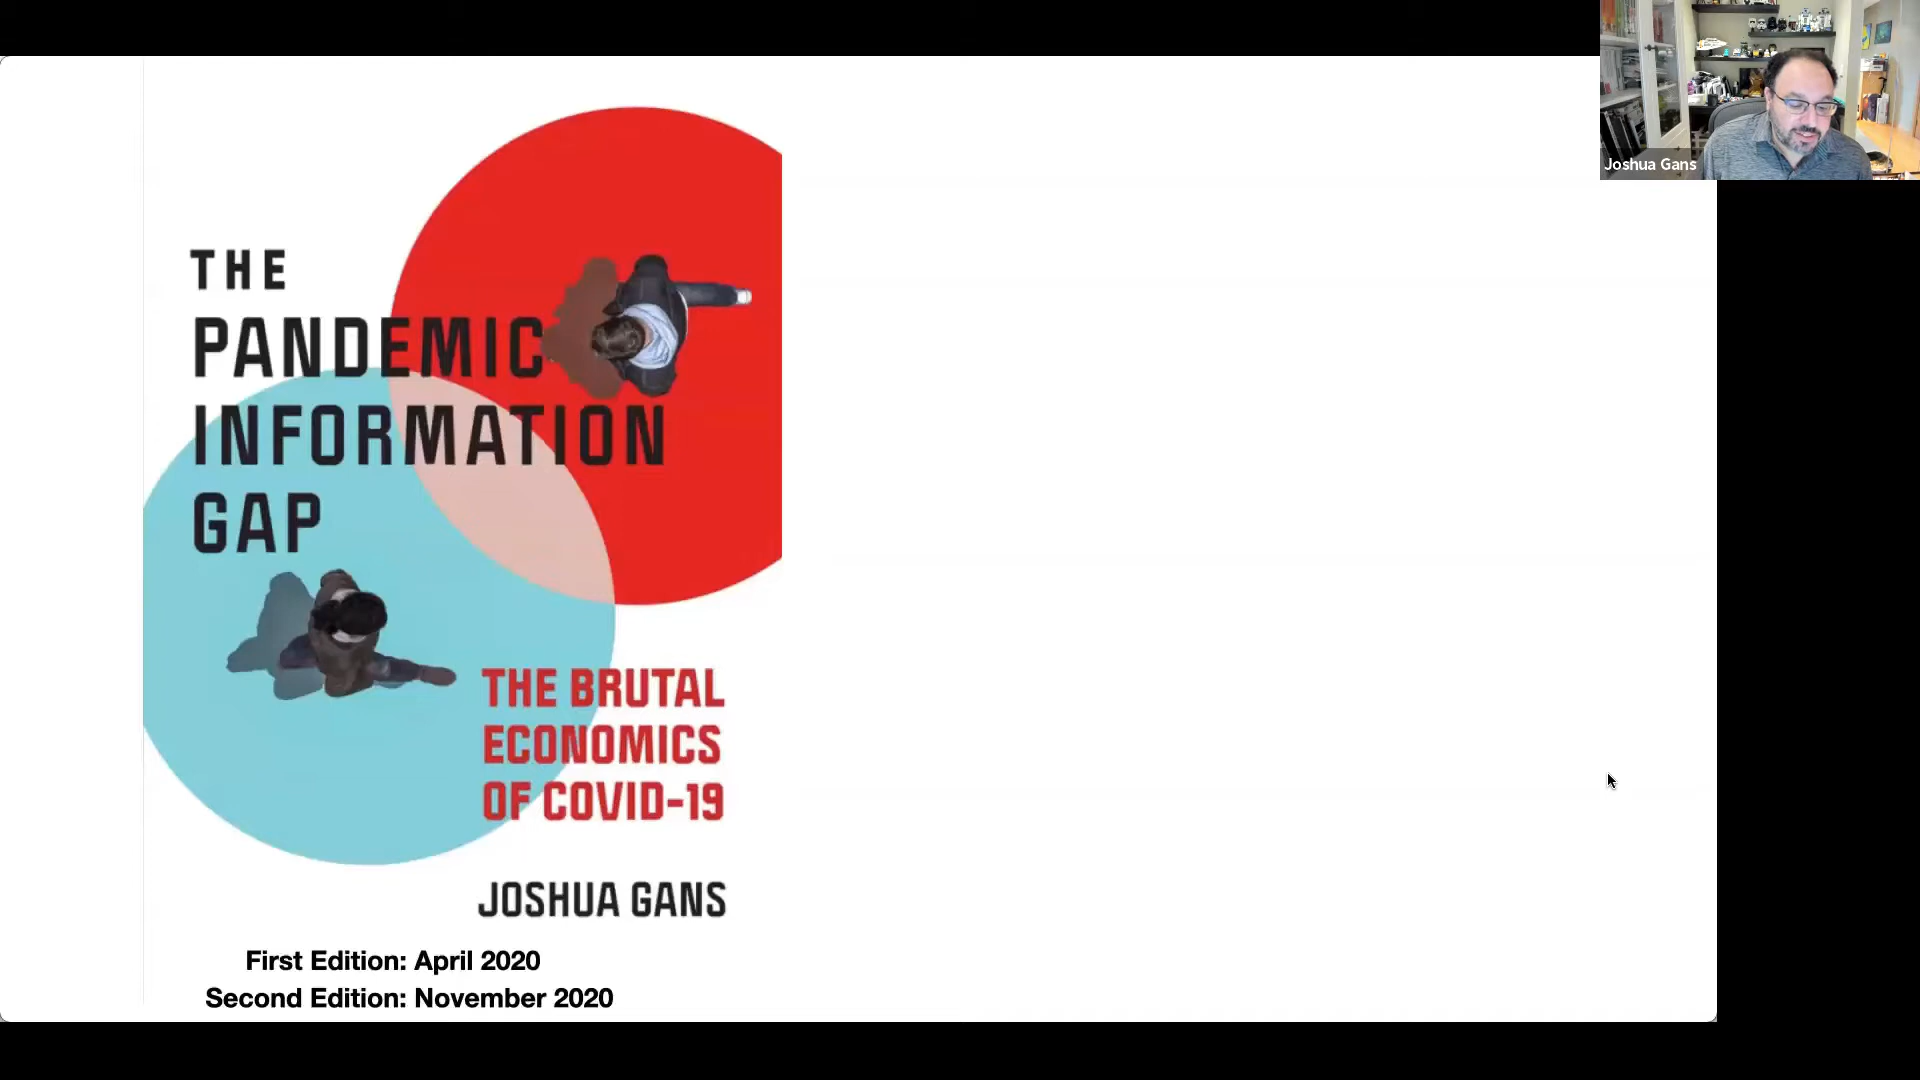 THE
PANDEMIC
INFORMATION
GAP
THE BRUTAL
ECONOMICS
OF COVID-19
JOSHUA GANS
First Edition: April 2020
Second Edition: November 2020
Joshua Gans